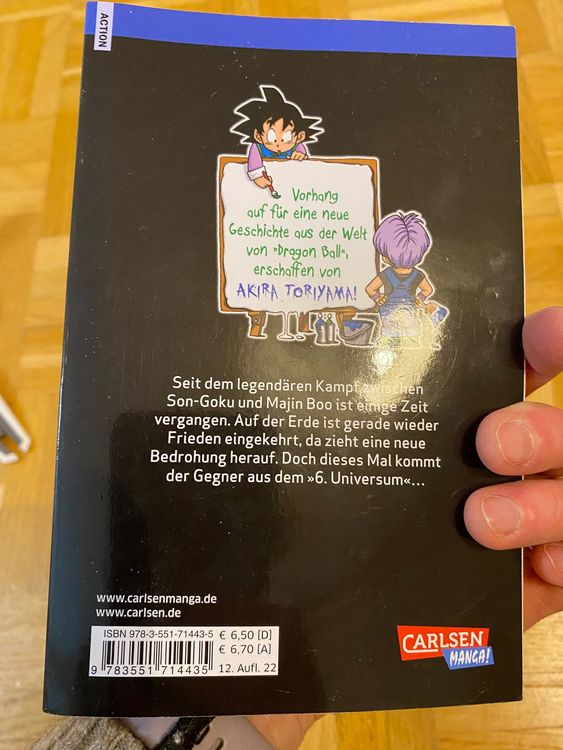 ACTION
Vorhang
auf für eine neue
Geschichte aus der Welt
von »Dragon Ball«,
erschaffen von
AKIRA TORIYAMA!
Seit dem legendären Kampf zwischen
Son-Goku und Majin Boo ist einige Zeit
vergangen. Auf der Erde ist gerade wieder
Frieden eingekehrt, da zieht eine neue
Bedrohung herauf. Doch dieses Mal kommt
der Gegner aus dem »6. Universum«...
www.carlsenmanga.de
www.carlsen.de
ISBN 978-3-551-71443-5 € 6,50 [D]
€ 6,70 [A]
9 783551 714435 12. Aufl. 22
CARLSEN
MANGA!